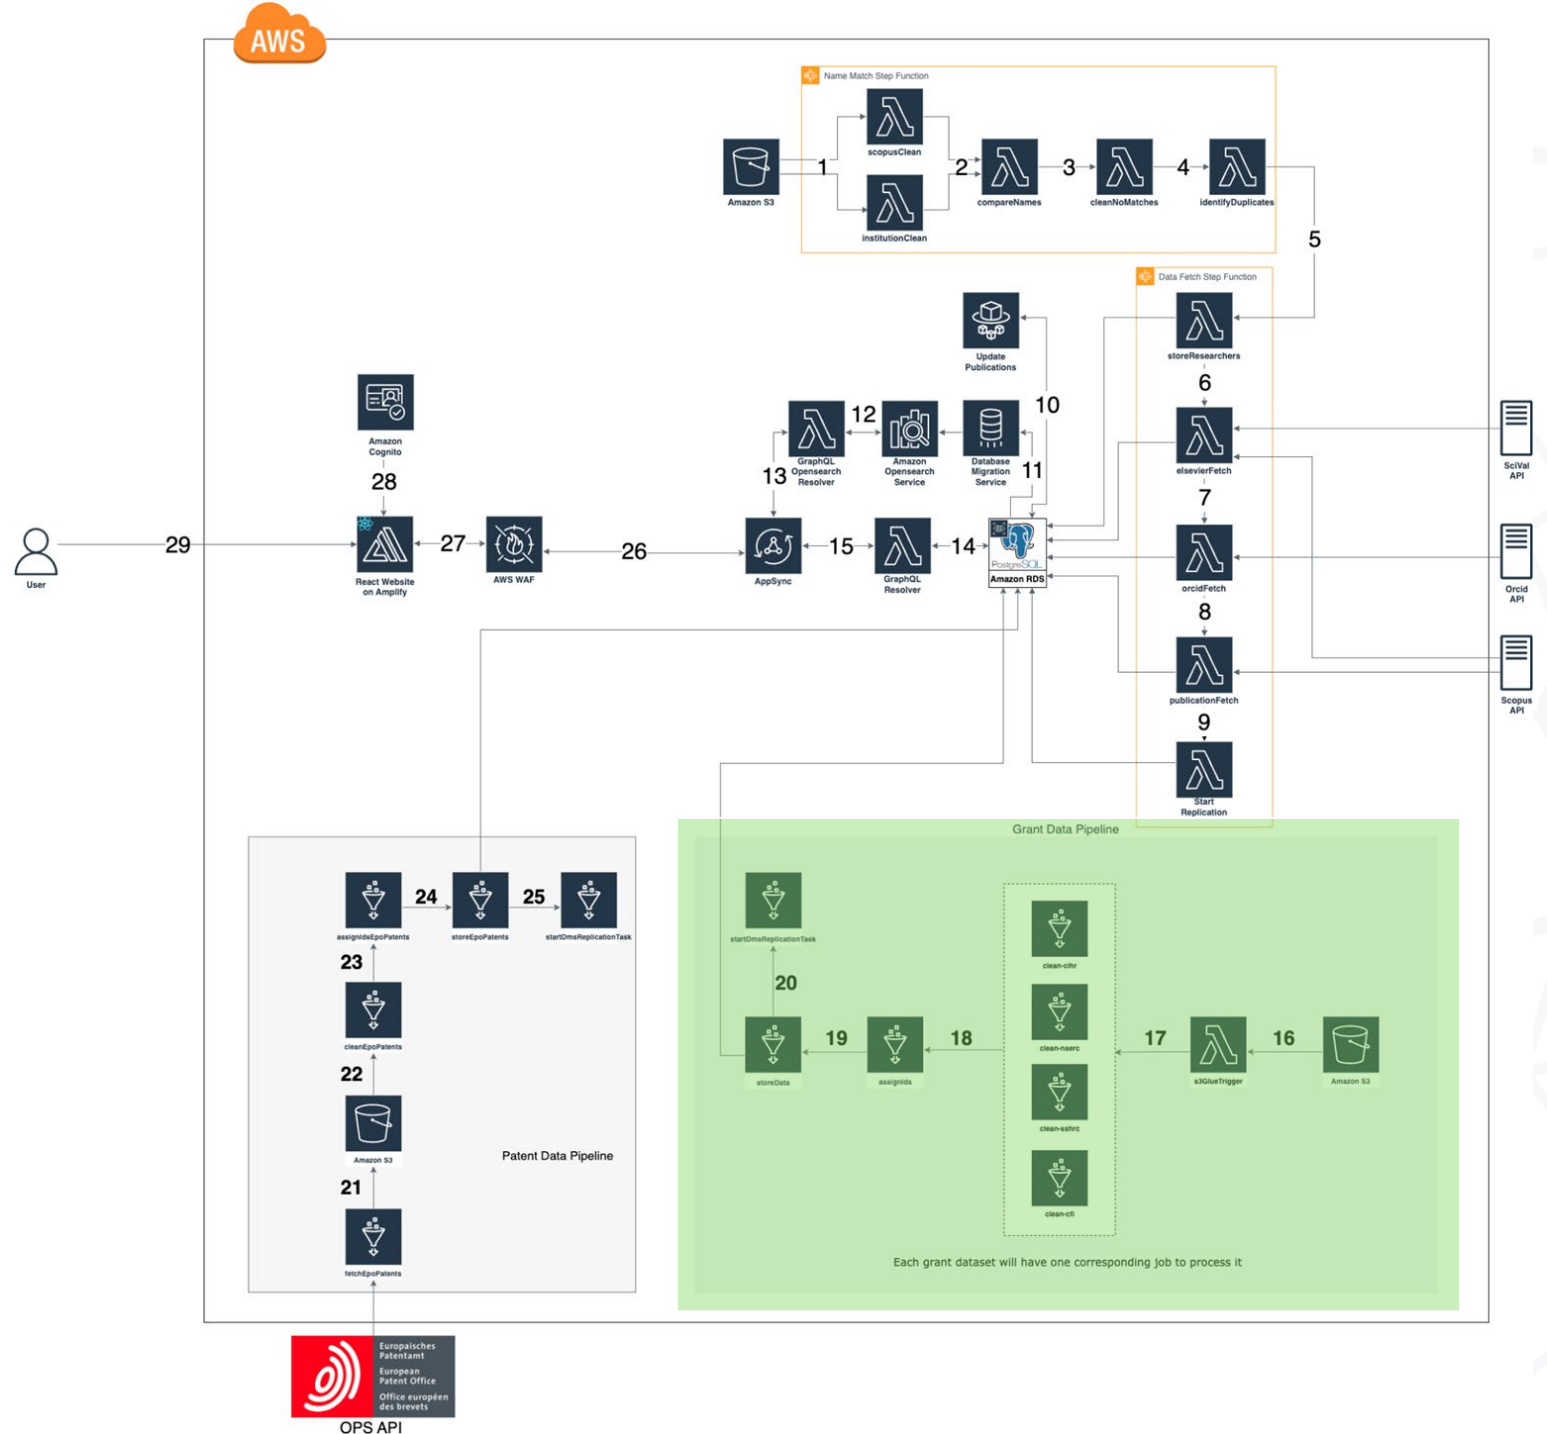 AWS
Name Match Step Function
scopusClean
Amazon S3
1
institutionClean
2
compareNames
3
cleanNoMatches
4
identifyDuplicates
5
Data Fetch Step Function
storeResearchers
6
elsevierFetch
7
orcidFetch
8
publicationFetch
9
Start
Replication
SciVal
API
Orcid
API
Scopus
API
Update
Publications
10
Database
Migration
Service
11
Amazon
Opensearch
Service
12
GraphQL
Opensearch
Resolver
13
PostgreSQL
Amazon RDS
14
GraphQL
Resolver
15
AppSync
26
AWS WAF
27
React Website
on Amplify
Amazon
Cognito
28
29
User
Grant Data Pipeline
startDmsReplicationTask
20
storeData
19
assignIds
18
clean-cihr
clean-nserc
clean-sshrc
clean-cfi
17
s3GlueTrigger
16
Amazon S3
Each grant dataset will have one corresponding job to process it
assignIdsEpoPatents
24
storeEpoPatents
25
startDmsReplicationTask
23
cleanEpoPatents
22
Amazon S3
Patent Data Pipeline
21
fetchEpoPatents
Europaisches
Patentamt
European
Patent Office
Office européen
des brevets
OPS API